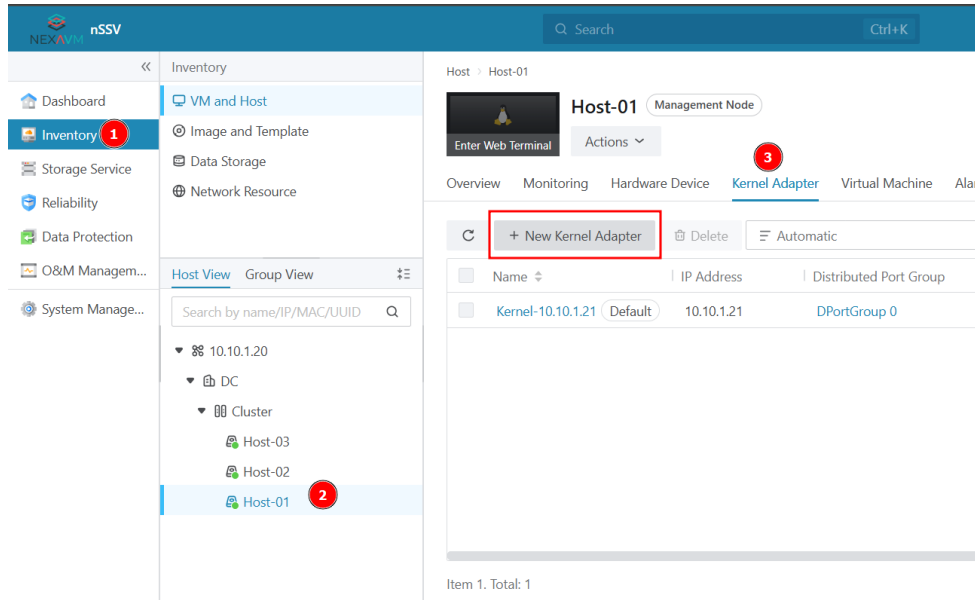 NEXAVM nSSV
Search Ctrl+K
Dashboard
Inventory 1
Storage Service
Reliability
Data Protection
O&M Managem...
System Manage...
Inventory
VM and Host
Image and Template
Data Storage
Network Resource
Host View Group View
Search by name/IP/MAC/UUID
10.10.1.20
DC
Cluster
Host-03
Host-02
Host-01 2
Host > Host-01
Enter Web Terminal
Host-01 Management Node
Actions
3
Overview Monitoring Hardware Device Kernel Adapter Virtual Machine Alar
+ New Kernel Adapter Delete Automatic
Name IP Address Distributed Port Group
Kernel-10.10.1.21 Default 10.10.1.21 DPortGroup 0
Item 1. Total: 1